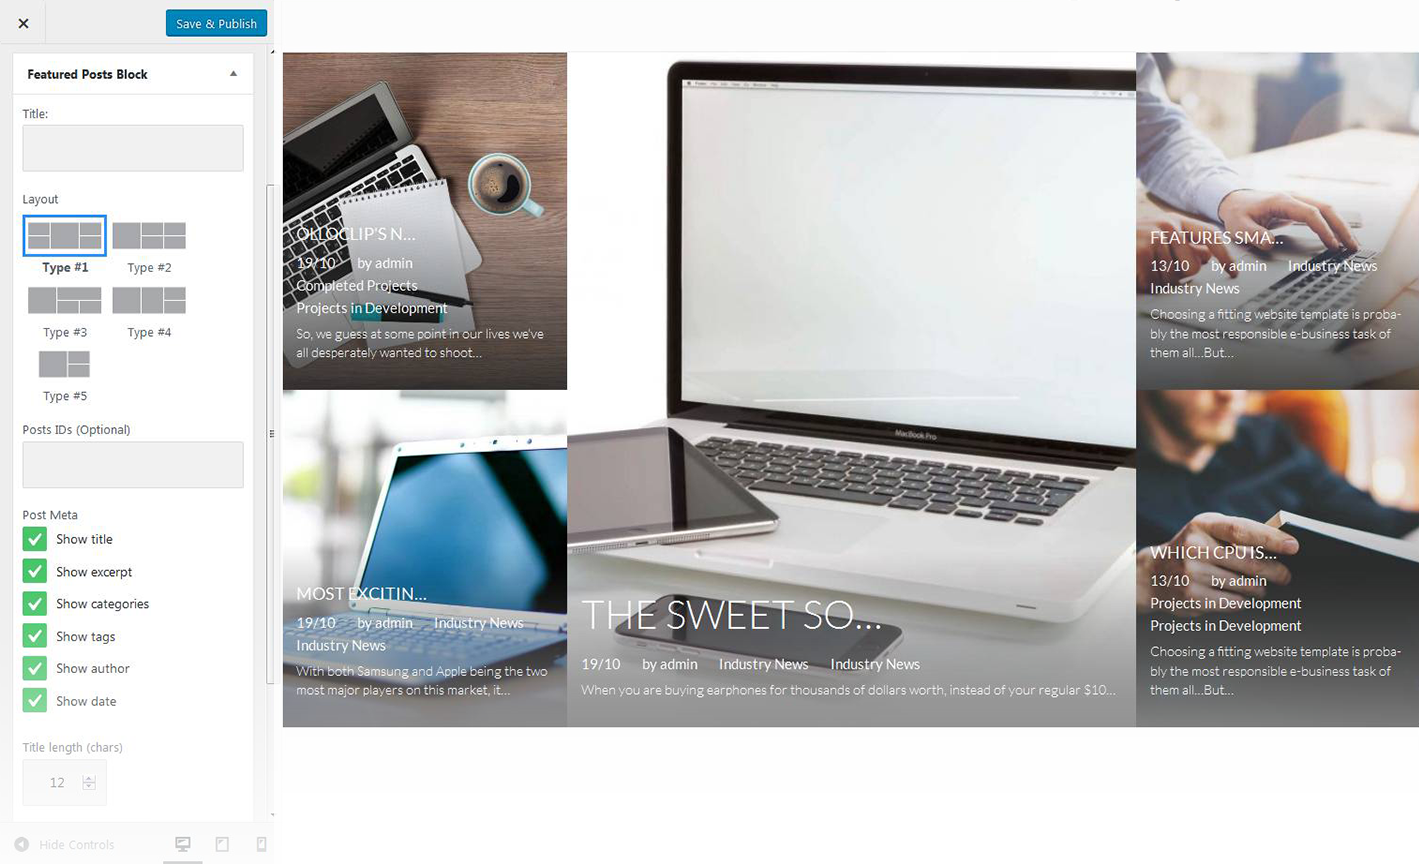 Save & Publish
Featured Posts Block
Title:
Layout
Type #1
Type #2
Type #3
Type #4
Type #5
Posts IDs (Optional)
Post Meta
Show title
Show excerpt
Show categories
Show tags
Show author
Show date
Title length (chars)
12
Hide Controls
OLLOCLIP'S N...
19/10 by admin
Completed Projects
Projects in Development
So, we guess at some point in our lives we've
all desperately wanted to shoot...
MOST EXCITIN...
19/10 by admin Industry News
Industry News
With both Samsung and Apple being the two
most major players on this market, it...
MacBook Pro
THE SWEET SO...
19/10 by admin Industry News Industry News
When you are buying earphones for thousands of dollars worth, instead of your regular $10...
FEATURES SMA...
13/10 by admin Industry News
Industry News
Choosing a fitting website template is proba-
bly the most responsible e-business task of
them all...But...
WHICH CPU IS...
13/10 by admin
Projects in Development
Projects in Development
Choosing a fitting website template is proba-
bly the most responsible e-business task of
them all...But...